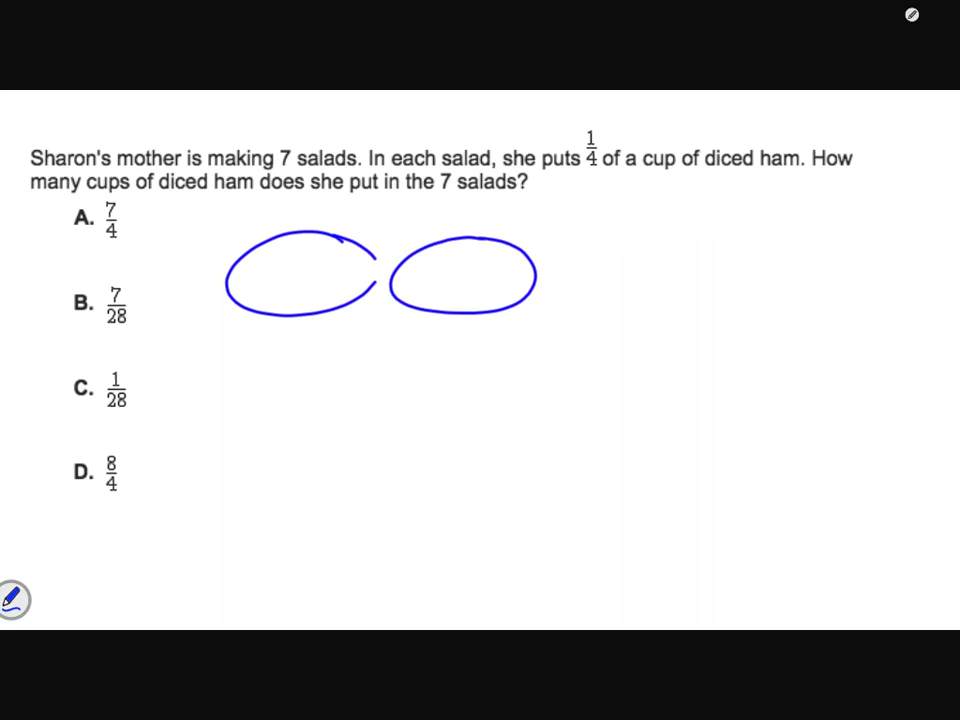 Sharon's mother is making 7 salads. In each salad, she puts 1/4 of a cup of diced ham. How
many cups of diced ham does she put in the 7 salads?
A. 7/4
B. 7/28
C. 1/28
D. 8/4